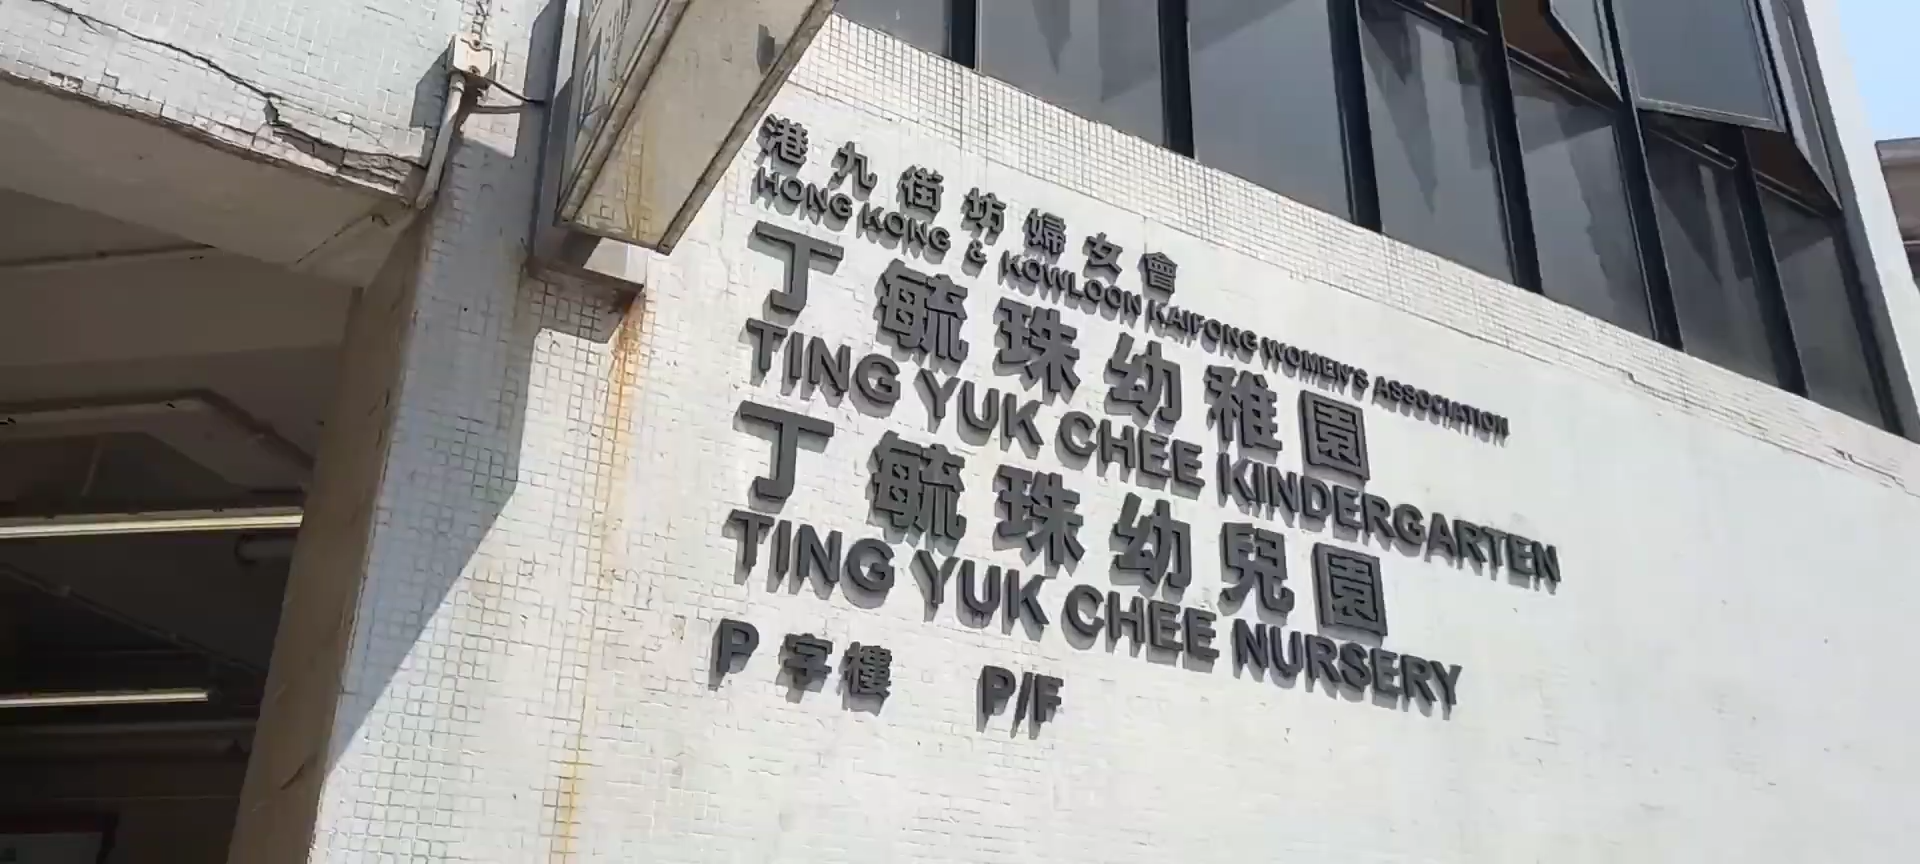 港九街坊婦女會
HONG KONG & KOWLOON KAIFONG WOMEN'S ASSOCIATION
丁毓珠幼稚園
TING YUK CHEE KINDERGARTEN
丁毓珠幼兒園
TING YUK CHEE NURSERY
P字樓 P/F